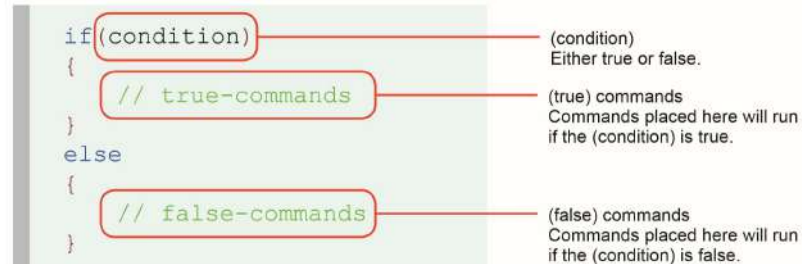 if(condition)
{
// true-commands
}
else
{
// false-commands
}
(condition)
Either true or false.
(true) commands
Commands placed here will run
if the (condition) is true.
(false) commands
Commands placed here will run
if the (condition) is false.